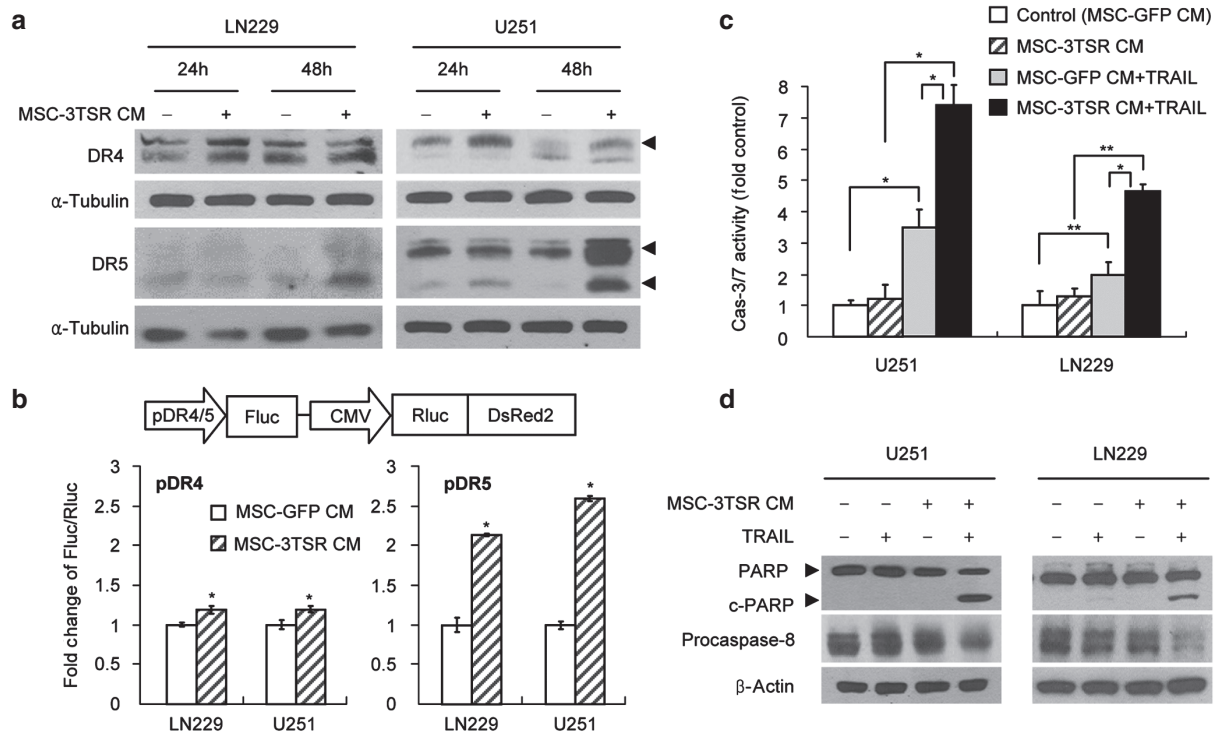 a
LN229 U251
24h 48h 24h 48h
MSC-3TSR CM – + – + – + – +
DR4
α-Tubulin
DR5
α-Tubulin
b
pDR4/5 Fluc CMV Rluc DsRed2
Fold change of Fluc/Rluc
3
2.5
2
1.5
1
0.5
0
pDR4
MSC-GFP CM
MSC-3TSR CM
* *
LN229 U251
3
2.5
2
1.5
1
0.5
0
pDR5
* *
LN229 U251
c
Control (MSC-GFP CM)
MSC-3TSR CM
MSC-GFP CM+TRAIL
MSC-3TSR CM+TRAIL
Cas-3/7 activity (fold control)
8
7
6
5
4
3
2
1
0
* * *
** * **
U251 LN229
d
U251 LN229
MSC-3TSR CM – – + + – – + +
TRAIL – + – + – + – +
PARP
c-PARP
Procaspase-8
β-Actin